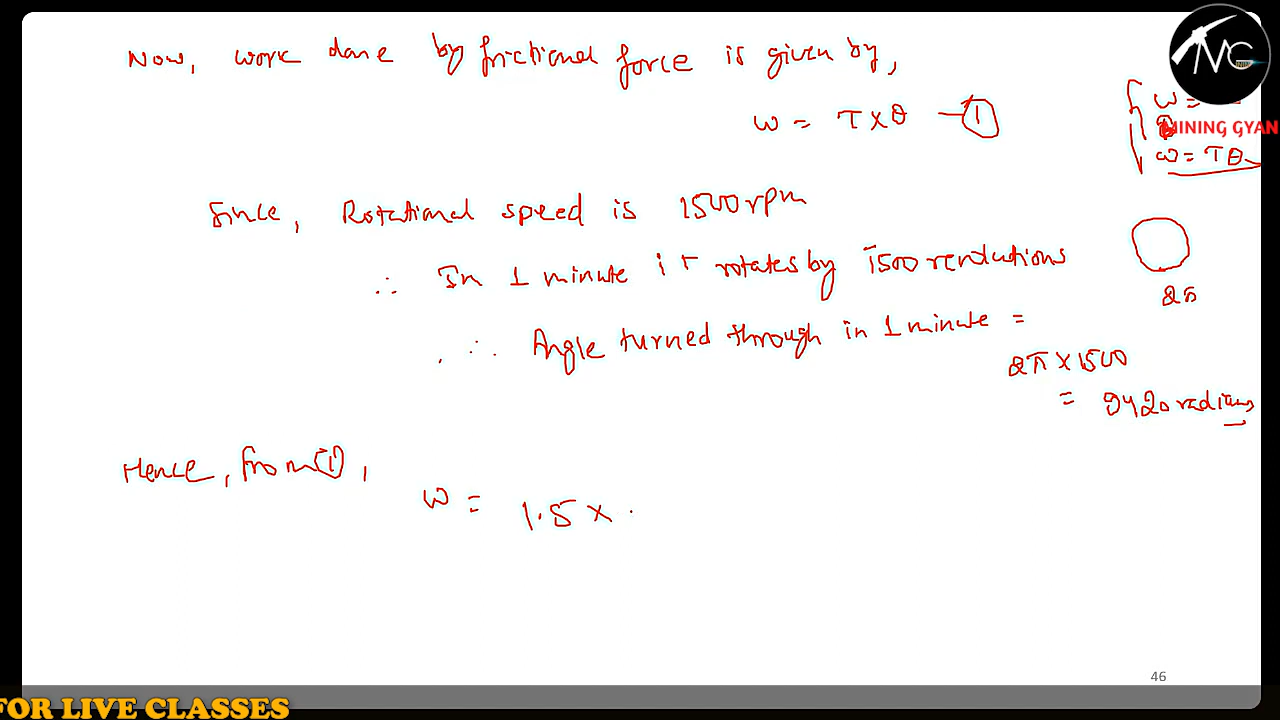 Now, work done by frictional force is given by,
W = T x θ — ①
W =
MINING GYAN
W = Tθ
Since, Rotational speed is 1500 rpm
∴ In 1 minute it rotates by 1500 revolutions
2π
∴ Angle turned through in 1 minute =
2π x 1500
= 9420 radians
Hence, from ①,
W = 1.5 x
46
FOR LIVE CLASSES